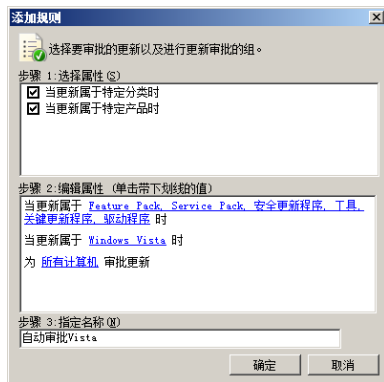 添加规则
选择要审批的更新以及进行更新审批的组。
步骤 1:选择属性(S)
当更新属于特定分类时
当更新属于特定产品时
步骤 2:编辑属性 (单击带下划线的值)
当更新属于 Feature Pack, Service Pack, 安全更新程序, 工具,
关键更新程序, 驱动程序 时
当更新属于 Windows Vista 时
为 所有计算机 审批更新
步骤 3:指定名称(N)
自动审批Vista
确定 取消